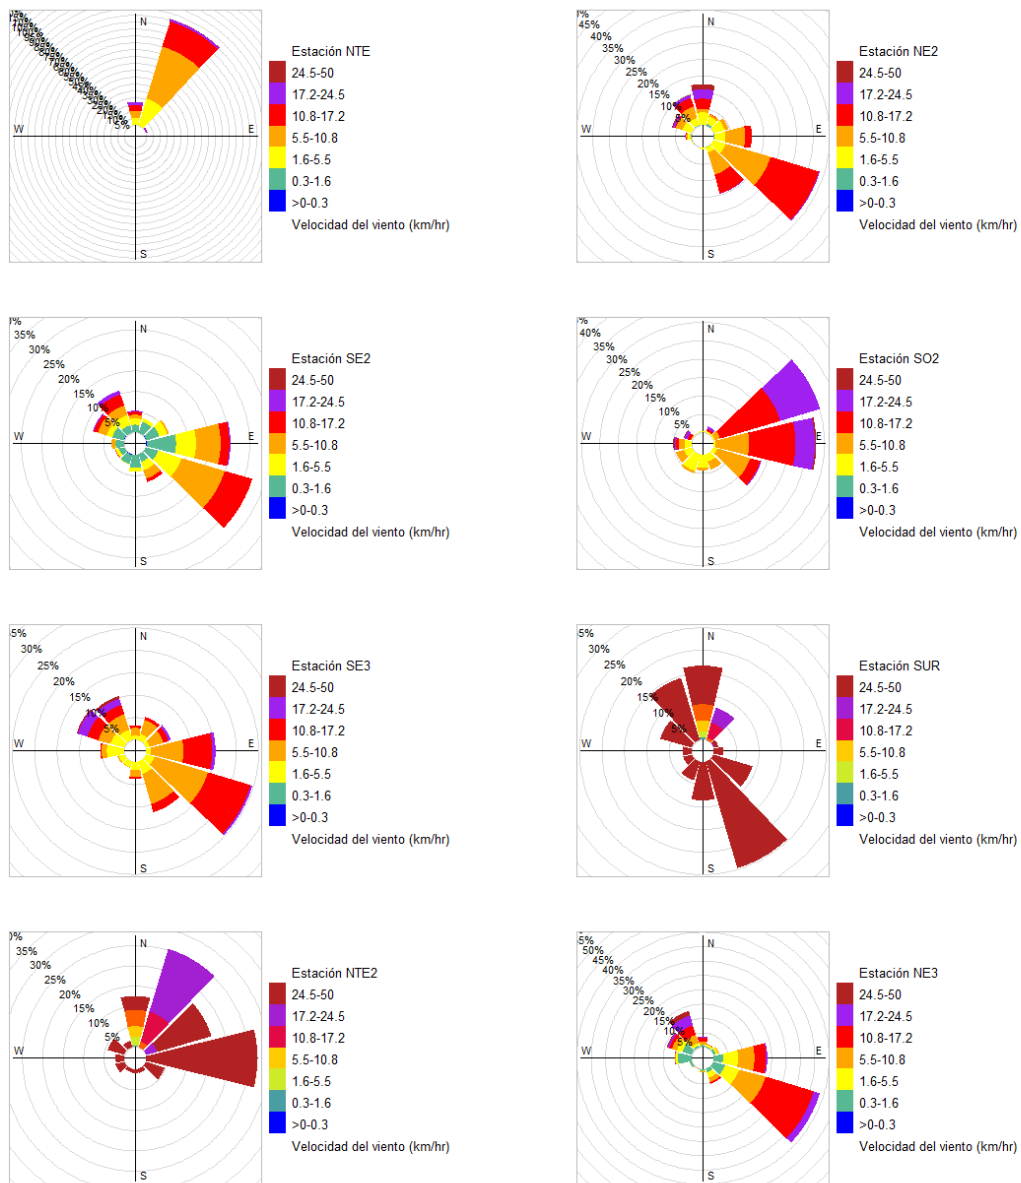 N
Estación NTE
24.5-50
17.2-24.5
10.8-17.2
5.5-10.8
1.6-5.5
0.3-1.6
>0-0.3
Velocidad del viento (km/hr)
5%
W
E
S
N
Estación NE2
24.5-50
17.2-24.5
10.8-17.2
5.5-10.8
1.6-5.5
0.3-1.6
>0-0.3
Velocidad del viento (km/hr)
45%
40%
35%
30%
25%
20%
15%
10%
5%
W
E
S
N
Estación SE2
24.5-50
17.2-24.5
10.8-17.2
5.5-10.8
1.6-5.5
0.3-1.6
>0-0.3
Velocidad del viento (km/hr)
35%
30%
25%
20%
15%
10%
5%
W
E
S
N
Estación SO2
24.5-50
17.2-24.5
10.8-17.2
5.5-10.8
1.6-5.5
0.3-1.6
>0-0.3
Velocidad del viento (km/hr)
40%
35%
30%
25%
20%
15%
10%
5%
W
E
S
N
Estación SE3
24.5-50
17.2-24.5
10.8-17.2
5.5-10.8
1.6-5.5
0.3-1.6
>0-0.3
Velocidad del viento (km/hr)
5%
30%
25%
20%
15%
10%
5%
W
E
S
N
Estación SUR
24.5-50
17.2-24.5
10.8-17.2
5.5-10.8
1.6-5.5
0.3-1.6
>0-0.3
Velocidad del viento (km/hr)
5%
30%
25%
20%
15%
10%
5%
W
E
S
N
Estación NTE2
24.5-50
17.2-24.5
10.8-17.2
5.5-10.8
1.6-5.5
0.3-1.6
>0-0.3
Velocidad del viento (km/hr)
35%
30%
25%
20%
15%
10%
5%
W
E
S
N
Estación NE3
24.5-50
17.2-24.5
10.8-17.2
5.5-10.8
1.6-5.5
0.3-1.6
>0-0.3
Velocidad del viento (km/hr)
5%
50%
45%
40%
35%
30%
25%
20%
15%
10%
5%
W
E
S